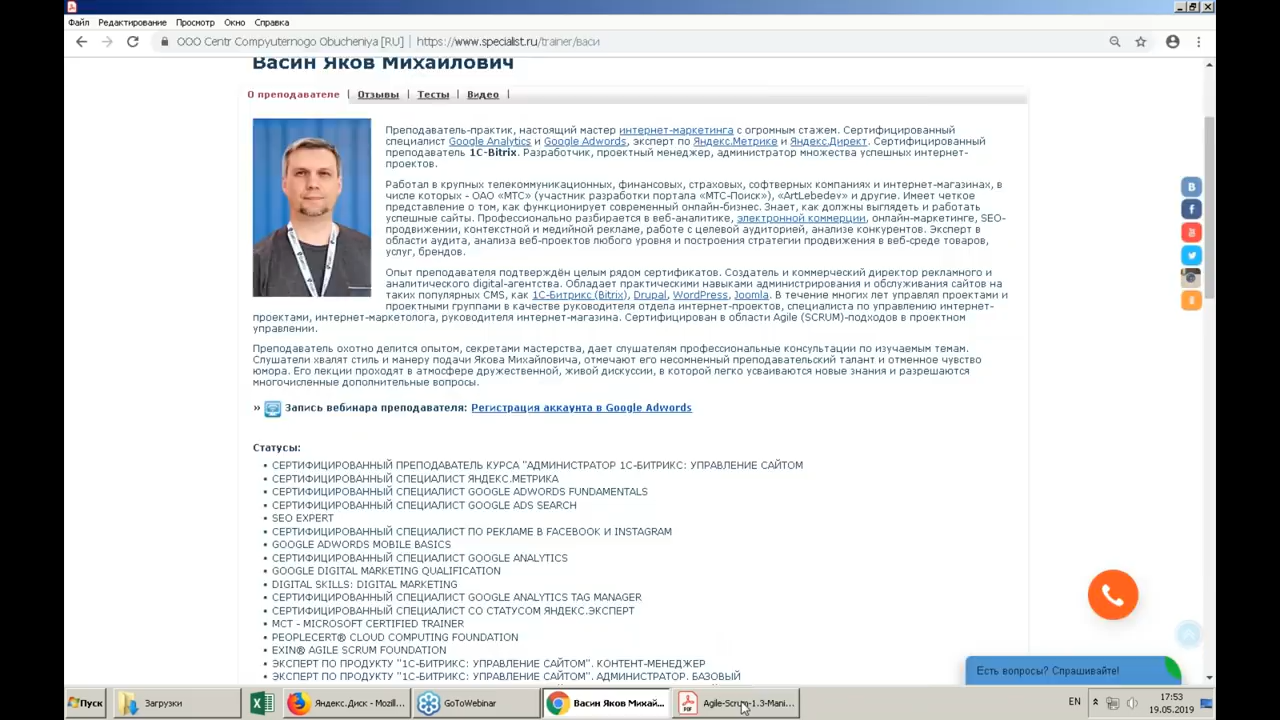 Файл Редактирование Просмотр Окно Справка
ООО Centr Compyuternogo Obucheniya [RU] | https://www.specialist.ru/trainer/васи
Васин Яков Михайлович
О преподавателе | Отзывы | Тесты | Видео |
Преподаватель-практик, настоящий мастер интернет-маркетинга с огромным стажем. Сертифицированный
специалист Google Analytics и Google Adwords, эксперт по Яндекс.Метрике и Яндекс.Директ. Сертифицированный
преподаватель 1C-Bitrix. Разработчик, проектный менеджер, администратор множества успешных интернет-
проектов.
Работал в крупных телекоммуникационных, финансовых, страховых, софтверных компаниях и интернет-магазинах, в
числе которых - ОАО «МТС» (участник разработки портала «МТС-Поиск»), «ArtLebedev» и другие. Имеет четкое
представление о том, как функционирует современный онлайн-бизнес. Знает, как должны выглядеть и работать
успешные сайты. Профессионально разбирается в веб-аналитике, электронной коммерции, онлайн-маркетинге, SEO-
продвижении, контекстной и медийной рекламе, работе с целевой аудиторией, анализе конкурентов. Эксперт в
области аудита, анализа веб-проектов любого уровня и построения стратегии продвижения в веб-среде товаров,
услуг, брендов.
Опыт преподавателя подтверждён целым рядом сертификатов. Создатель и коммерческий директор рекламного и
аналитического digital-агентства. Обладает практическими навыками администрирования и обслуживания сайтов на
таких популярных CMS, как 1С-Битрикс (Bitrix), Drupal, WordPress, Joomla. В течение многих лет управлял проектами и
проектными группами в качестве руководителя отдела интернет-проектов, специалиста по управлению интернет-
проектами, интернет-маркетолога, руководителя интернет-магазина. Сертифицирован в области Agile (SCRUM)-подходов в проектном
управлении.
Преподаватель охотно делится опытом, секретами мастерства, дает слушателям профессиональные консультации по изучаемым темам.
Слушатели хвалят стиль и манеру подачи Якова Михайловича, отмечают его несомненный преподавательский талант и отменное чувство
юмора. Его лекции проходят в атмосфере дружественной, живой дискуссии, в которой легко усваиваются новые знания и разрешаются
многочисленные дополнительные вопросы.
» Запись вебинара преподавателя: Регистрация аккаунта в Google Adwords
Статусы:
• СЕРТИФИЦИРОВАННЫЙ ПРЕПОДАВАТЕЛЬ КУРСА "АДМИНИСТРАТОР 1С-БИТРИКС: УПРАВЛЕНИЕ САЙТОМ
• СЕРТИФИЦИРОВАННЫЙ СПЕЦИАЛИСТ ЯНДЕКС.МЕТРИКА
• СЕРТИФИЦИРОВАННЫЙ СПЕЦИАЛИСТ GOOGLE ADWORDS FUNDAMENTALS
• СЕРТИФИЦИРОВАННЫЙ СПЕЦИАЛИСТ GOOGLE ADS SEARCH
• SEO EXPERT
• СЕРТИФИЦИРОВАННЫЙ СПЕЦИАЛИСТ ПО РЕКЛАМЕ В FACEBOOK И INSTAGRAM
• GOOGLE ADWORDS MOBILE BASICS
• СЕРТИФИЦИРОВАННЫЙ СПЕЦИАЛИСТ GOOGLE ANALYTICS
• GOOGLE DIGITAL MARKETING QUALIFICATION
• DIGITAL SKILLS: DIGITAL MARKETING
• СЕРТИФИЦИРОВАННЫЙ СПЕЦИАЛИСТ GOOGLE ANALYTICS TAG MANAGER
• СЕРТИФИЦИРОВАННЫЙ СПЕЦИАЛИСТ СО СТАТУСОМ ЯНДЕКС.ЭКСПЕРТ
• MCT - MICROSOFT CERTIFIED TRAINER
• PEOPLECERT® CLOUD COMPUTING FOUNDATION
• EXIN® AGILE SCRUM FOUNDATION
• ЭКСПЕРТ ПО ПРОДУКТУ "1С-БИТРИКС: УПРАВЛЕНИЕ САЙТОМ". КОНТЕНТ-МЕНЕДЖЕР
• ЭКСПЕРТ ПО ПРОДУКТУ "1С-БИТРИКС: УПРАВЛЕНИЕ САЙТОМ". АДМИНИСТРАТОР. БАЗОВЫЙ
Есть вопросы? Спрашивайте!
Пуск Загрузки Яндекс.Диск - Mozil... GoToWebinar Васин Яков Михай... Agile-Scrum-1.3-Mani... EN 17:53
19.05.2019